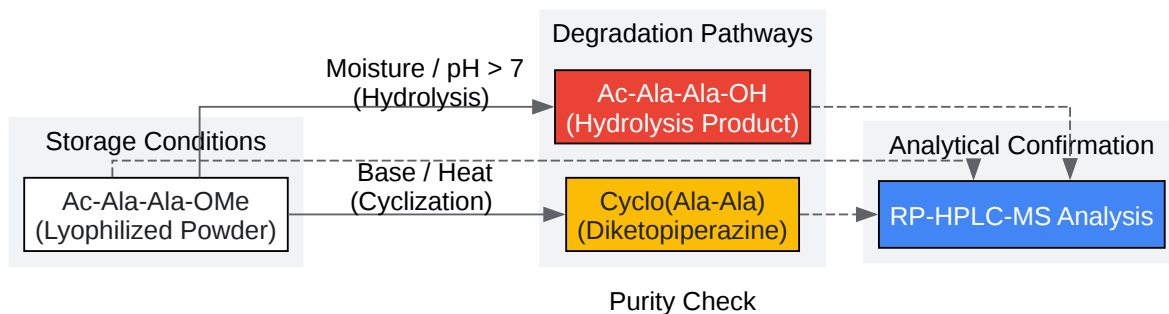 Degradation Pathways
Moisture / pH > 7
(Hydrolysis)
Ac-Ala-Ala-OH
(Hydrolysis Product)
Storage Conditions
Analytical Confirmation
Base / Heat
(Cyclization)
Ac-Ala-Ala-OMe
(Lyophilized Powder)
Cyclo(Ala-Ala)
(Diketopiperazine)
RP-HPLC-MS Analysis
Purity Check